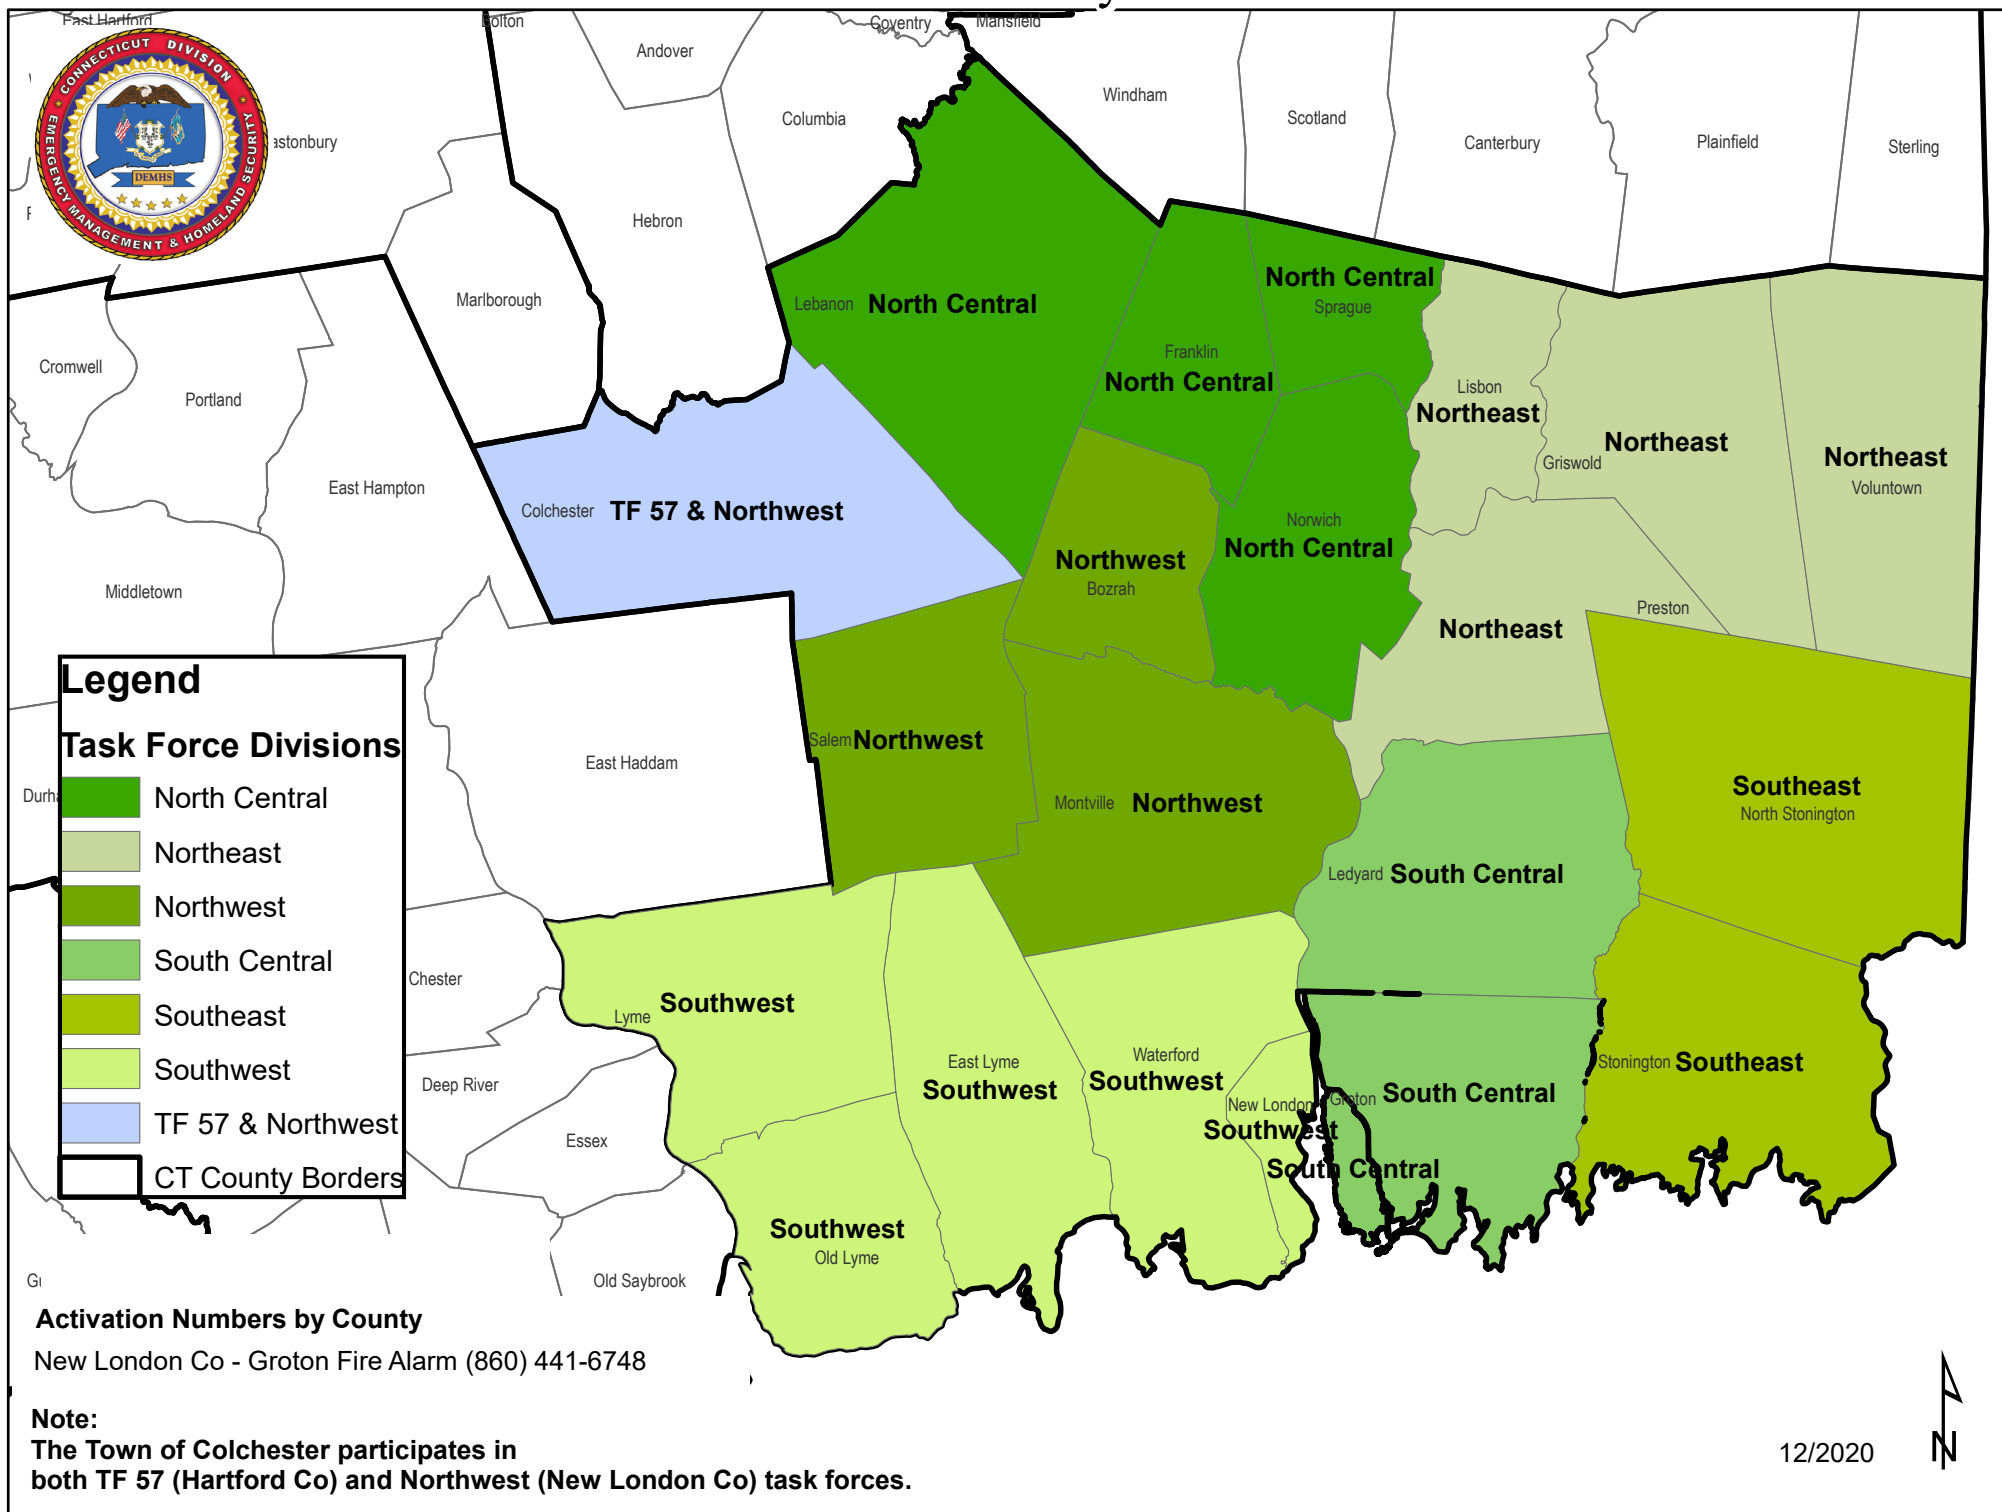 East Hartford
Bolton
Coventry
Mansfield
Andover
Windham
Columbia
Scotland
Canterbury
Plainfield
Sterling
CONNECTICUT DIVISION
EMERGENCY MANAGEMENT & HOMELAND SECURITY
DEMHS
astonbury
Hebron
Marlborough
Lebanon North Central
North Central
Sprague
Franklin
North Central
Cromwell
Portland
Lisbon
Northeast
Northeast
Griswold
Northeast
Voluntown
East Hampton
Colchester TF 57 & Northwest
Norwich
North Central
Northwest
Bozrah
Middletown
Preston
Northeast
Legend
Task Force Divisions
North Central
Northeast
Northwest
South Central
Southeast
Southwest
TF 57 & Northwest
CT County Borders
Salem Northwest
East Haddam
Montville Northwest
Southeast
North Stonington
Durha
Ledyard South Central
Chester
Lyme Southwest
Deep River
East Lyme
Southwest
Waterford
Southwest
Stonington Southeast
New London
Southwest
Groton South Central
South Central
Essex
Southwest
Old Lyme
Old Saybrook
Activation Numbers by County
New London Co - Groton Fire Alarm (860) 441-6748
Note:
The Town of Colchester participates in
both TF 57 (Hartford Co) and Northwest (New London Co) task forces.
12/2020
N